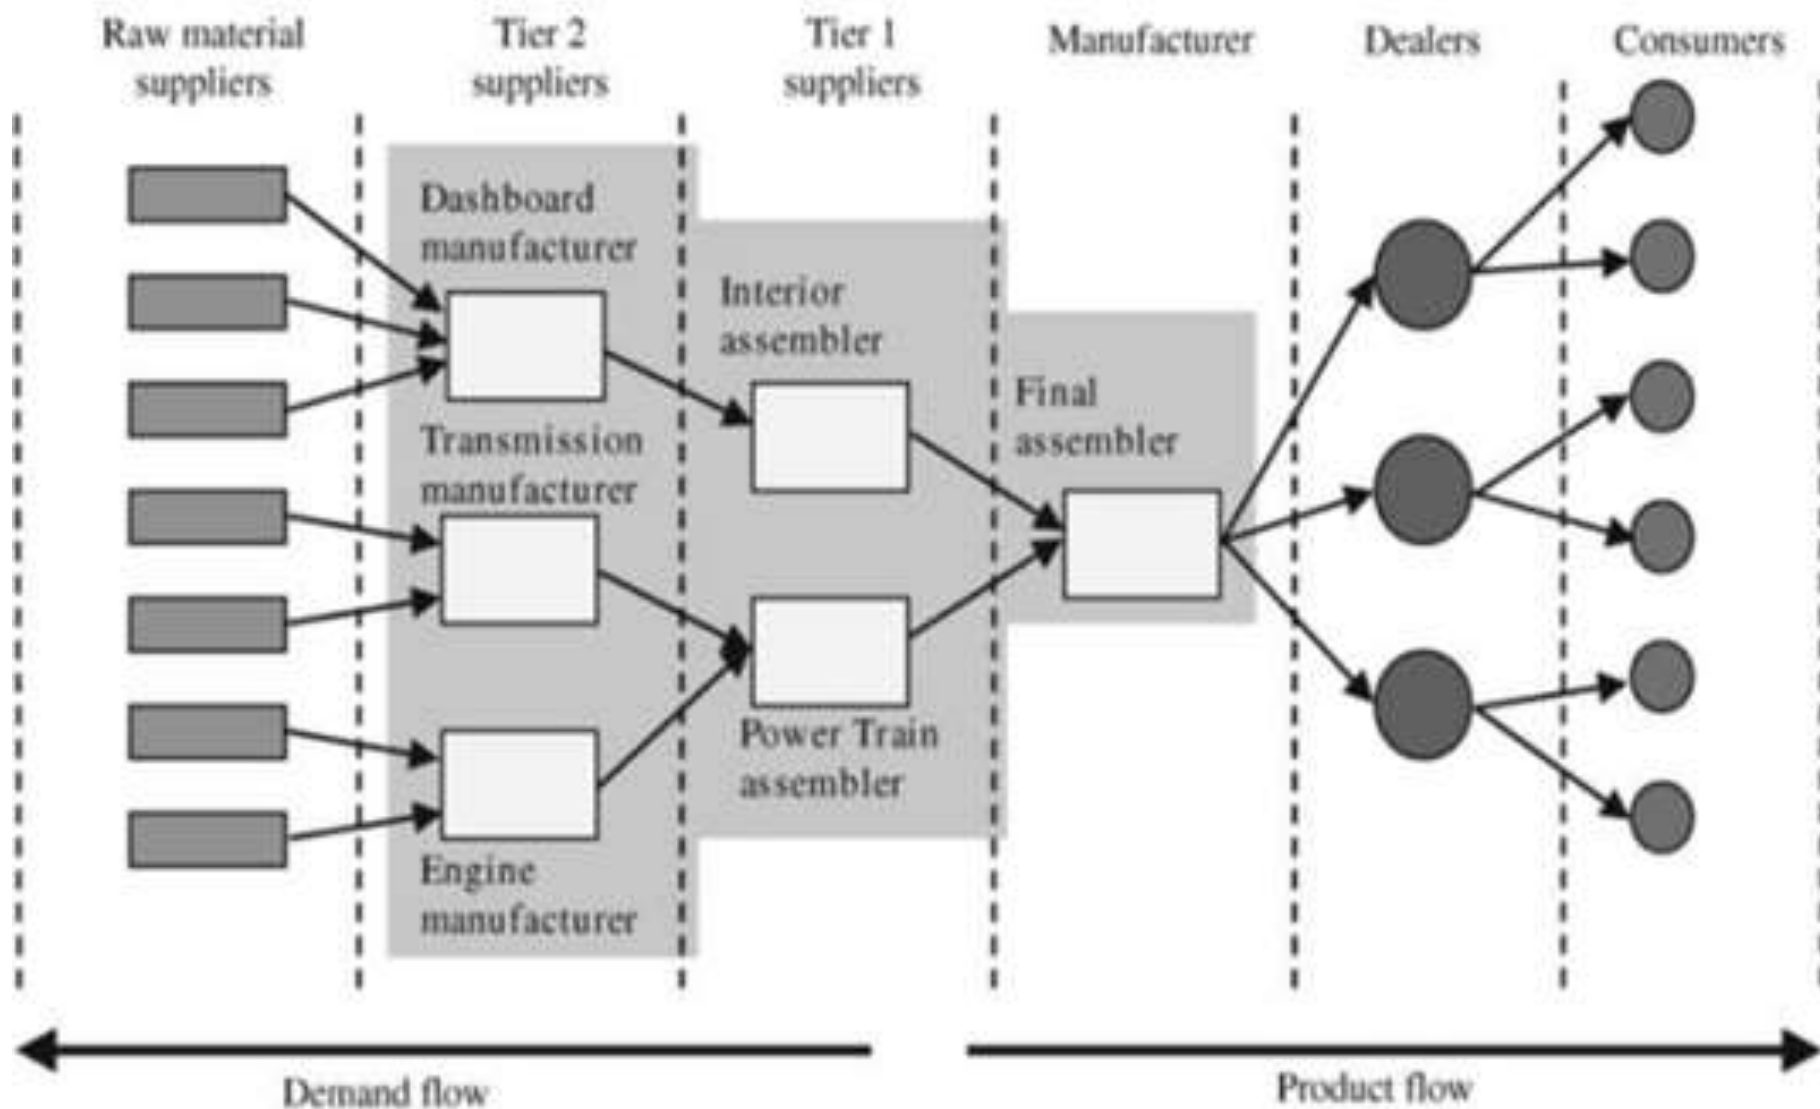 Raw material
suppliers
Tier 2
suppliers
Tier 1
suppliers
Manufacturer
Dealers
Consumers
Dashboard
manufacturer
Transmission
manufacturer
Engine
manufacturer
Interior
assembler
Power Train
assembler
Final
assembler
Demand flow
Product flow